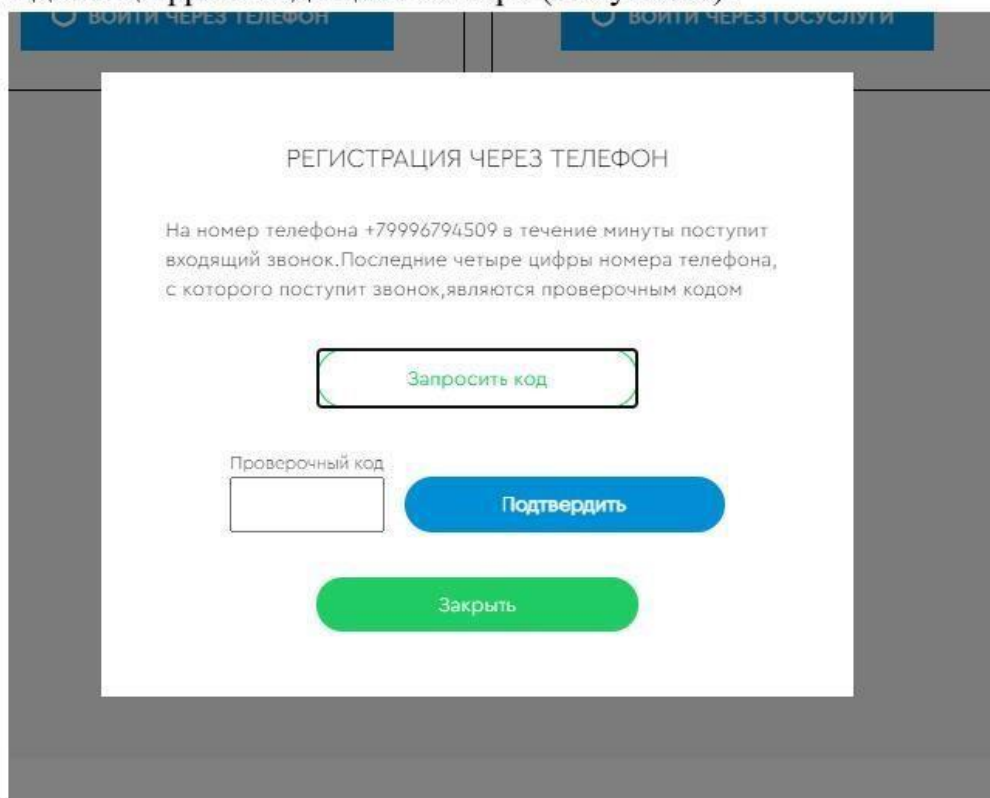 ВОЙТИ ЧЕРЕЗ ТЕЛЕФОН
ВОЙТИ ЧЕРЕЗ ГОСУСЛУГИ
РЕГИСТРАЦИЯ ЧЕРЕЗ ТЕЛЕФОН
На номер телефона +79996794509 в течение минуты поступит
входящий звонок.Последние четыре цифры номера телефона,
с которого поступит звонок,являются проверочным кодом
Запросить код
Проверочный код
Подтвердить
Закрыть